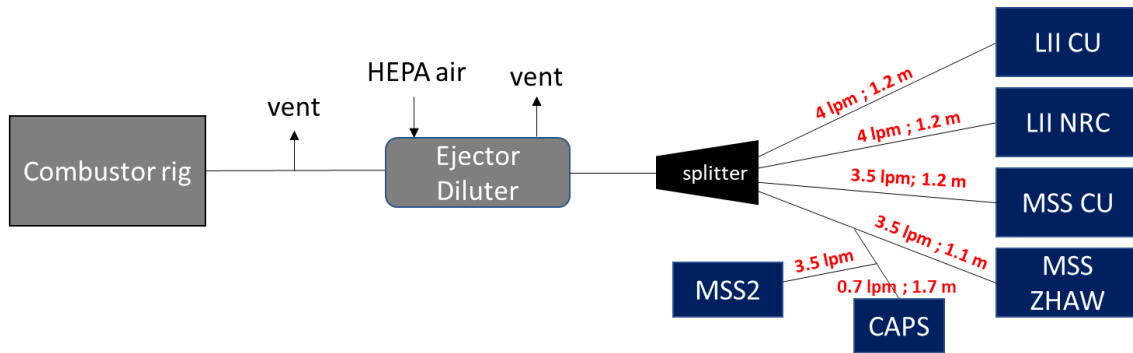 HEPA air
vent
vent
Combustor rig
Ejector
Diluter
splitter
4 lpm ; 1.2 m
LII CU
4 lpm ; 1.2 m
LII NRC
3.5 lpm; 1.2 m
MSS CU
3.5 lpm ; 1.1 m
MSS
ZHAW
3.5 lpm
MSS2
0.7 lpm ; 1.7 m
CAPS